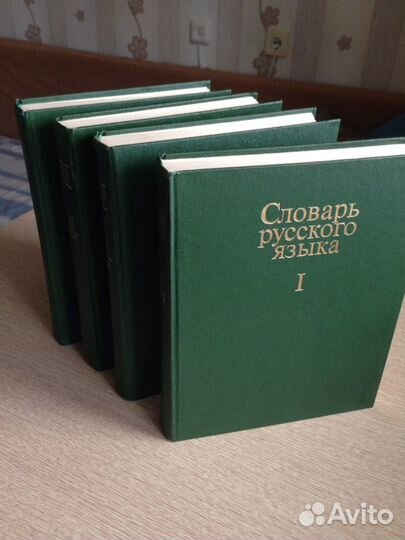 Словарь
русского
языка
I
Avito